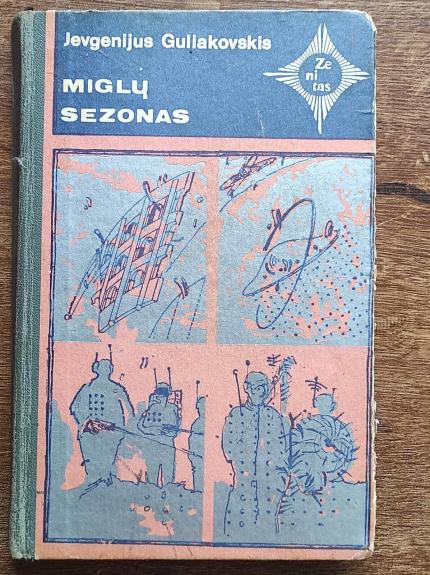 Jevgenijus Guliakovskis
MIGLŲ
SEZONAS
Ze
ni
tas